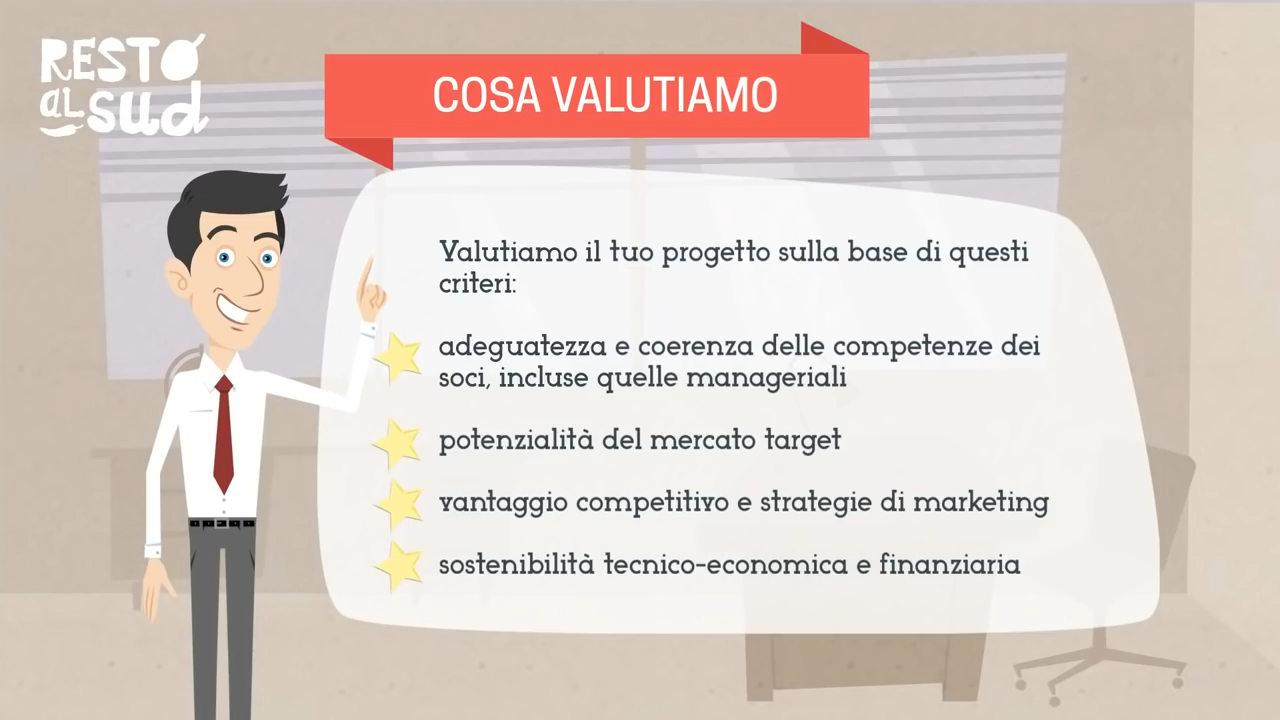 RESTO
AL SUD
COSA VALUTIAMO
Valutiamo il tuo progetto sulla base di questi
criteri:
adeguatezza e coerenza delle competenze dei
soci, incluse quelle manageriali
potenzialità del mercato target
vantaggio competitivo e strategie di marketing
sostenibilità tecnico-economica e finanziaria